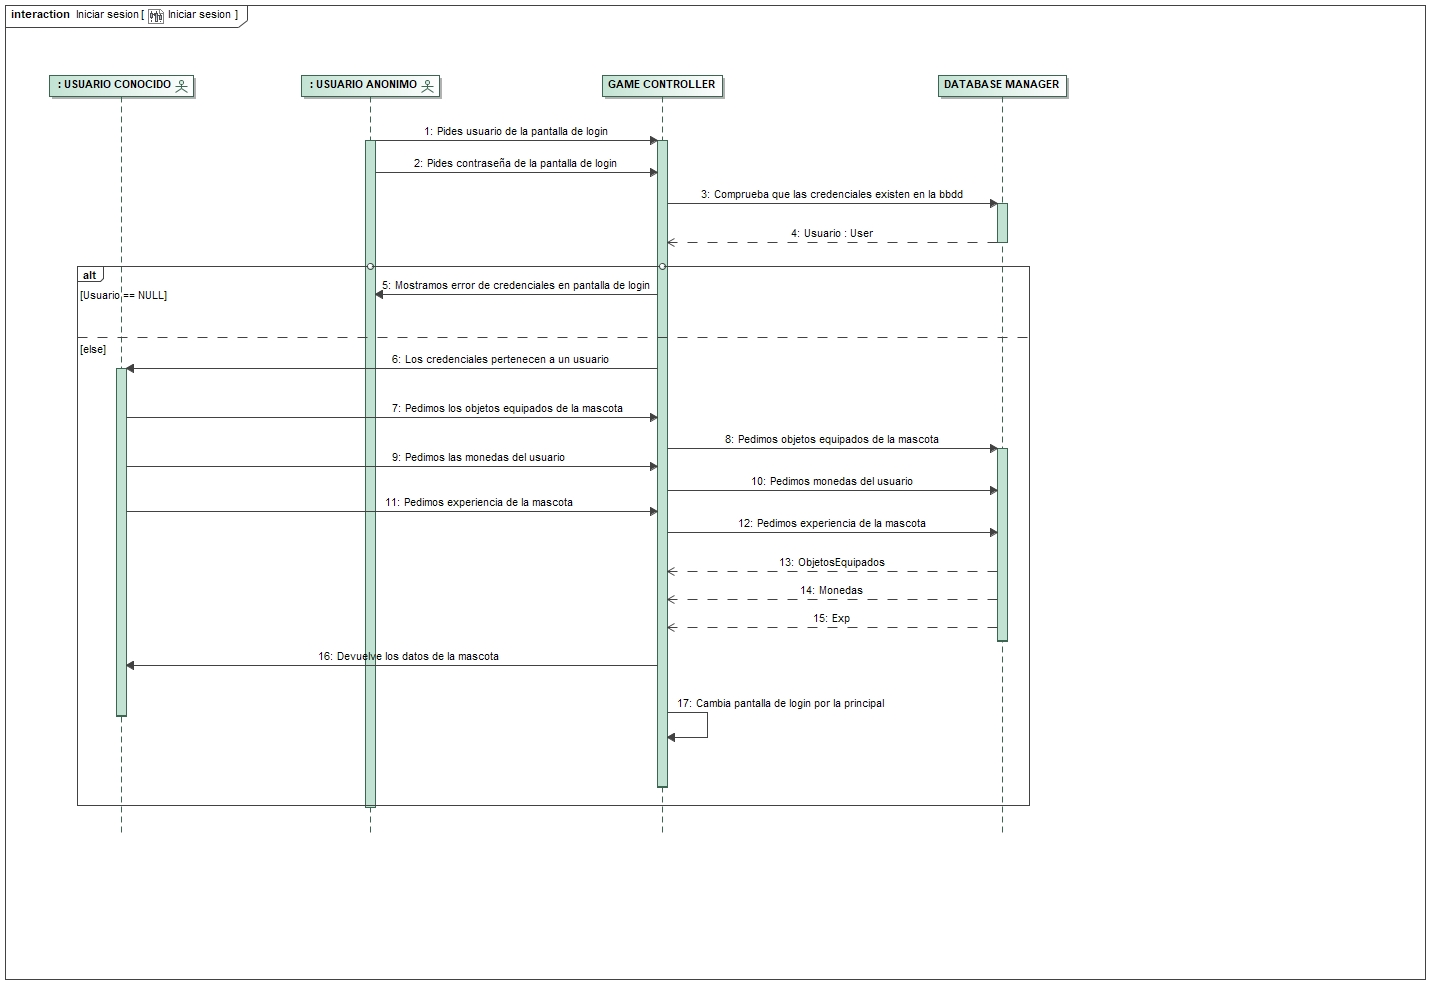 interaction Iniciar sesion [ Iniciar sesion ]
: USUARIO CONOCIDO
: USUARIO ANONIMO
GAME CONTROLLER
DATABASE MANAGER
1: Pides usuario de la pantalla de login
2: Pides contraseña de la pantalla de login
3: Comprueba que las credenciales existen en la bbdd
4: Usuario : User
alt
5: Mostramos error de credenciales en pantalla de login
[Usuario == NULL]
[else]
6: Los credenciales pertenecen a un usuario
7: Pedimos los objetos equipados de la mascota
8: Pedimos objetos equipados de la mascota
9: Pedimos las monedas del usuario
10: Pedimos monedas del usuario
11: Pedimos experiencia de la mascota
12: Pedimos experiencia de la mascota
13: ObjetosEquipados
14: Monedas
15: Exp
16: Devuelve los datos de la mascota
17: Cambia pantalla de login por la principal